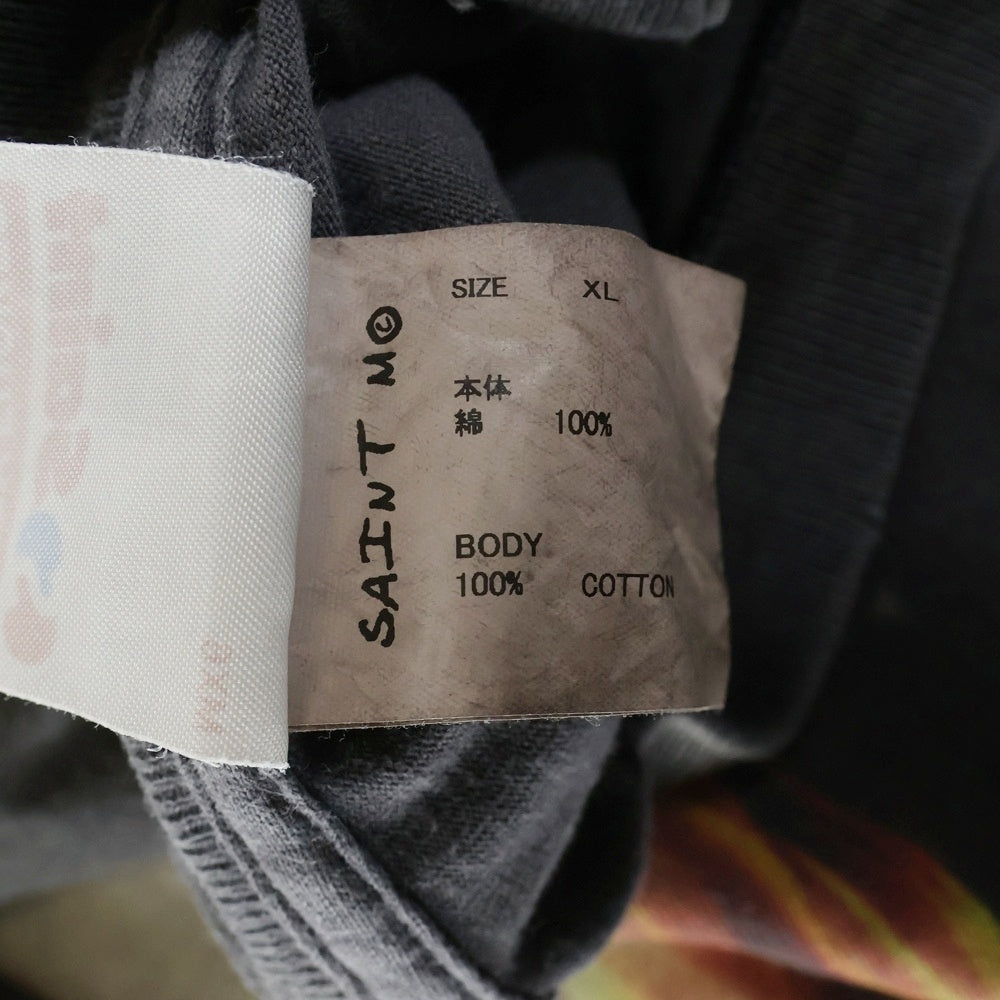 SAINT M
SIZE XL
本体
綿 100%
BODY
100% COTTON